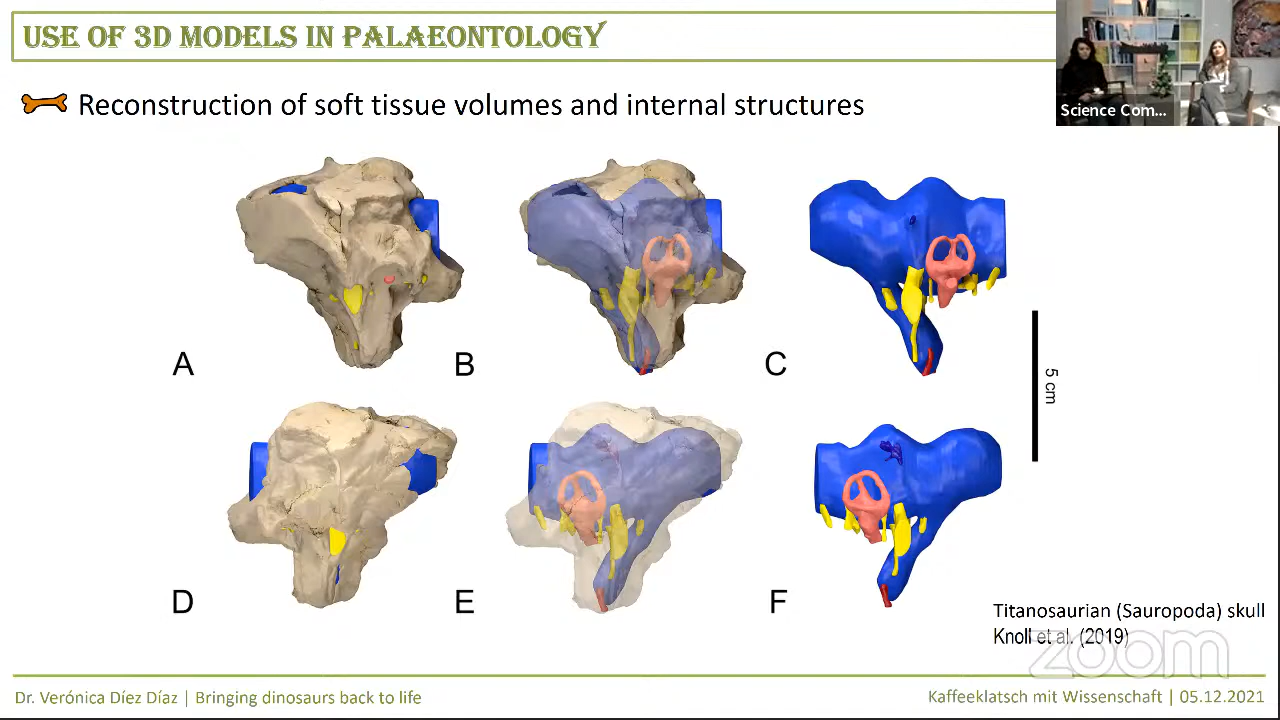 USE OF 3D MODELS IN PALAEONTOLOGY
Science Com...
Reconstruction of soft tissue volumes and internal structures
A
B
C
5 cm
D
E
F
Titanosaurian (Sauropoda) skull
Knoll et al. (2019)
zoom
Dr. Verónica Díez Díaz | Bringing dinosaurs back to life
Kaffeeklatsch mit Wissenschaft | 05.12.2021